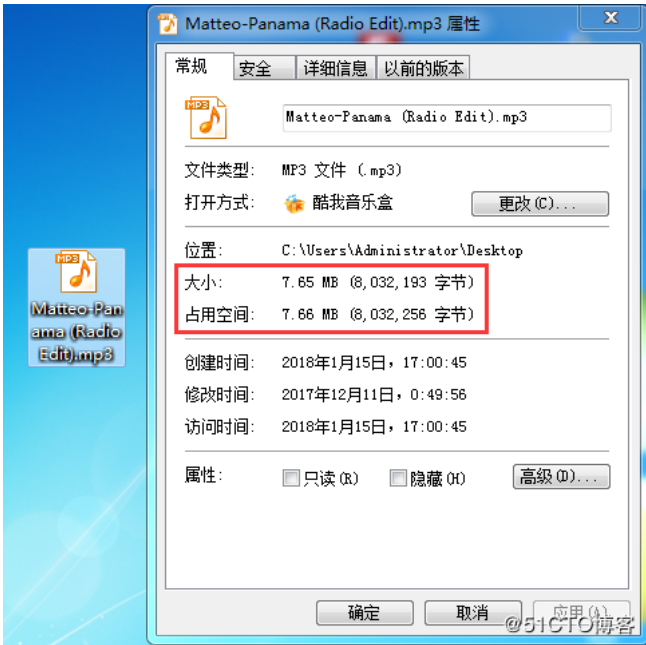 Matteo-Panama (Radio Edit).mp3 属性
常规
安全
详细信息
以前的版本
MP3
Matteo-Panama (Radio Edit).mp3
文件类型: MP3 文件 (.mp3)
打开方式: 酷我音乐盒
更改(C)...
位置: C:\Users\Administrator\Desktop
大小: 7.65 MB (8,032,193 字节)
占用空间: 7.66 MB (8,032,256 字节)
创建时间: 2018年1月15日，17:00:45
修改时间: 2017年12月11日，0:49:56
访问时间: 2018年1月15日，17:00:45
属性: 只读(R) 隐藏(H)
高级(D)...
确定
取消
应用(A)
MP3
Matteo-Pan
ama (Radio
Edit).mp3
@51CTO博客